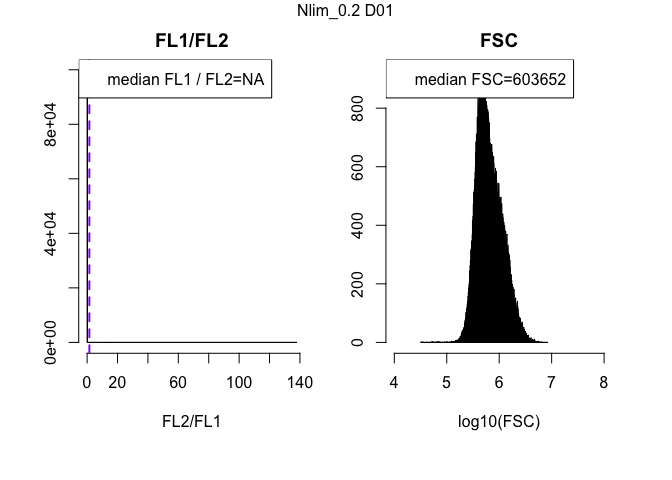 Nlim_0.2 D01
FL1/FL2
median FL1 / FL2=NA
8e+04
4e+04
0e+00
0 20 60 100 140
FL2/FL1
FSC
median FSC=603652
800
600
400
200
0
4 5 6 7 8
log10(FSC)